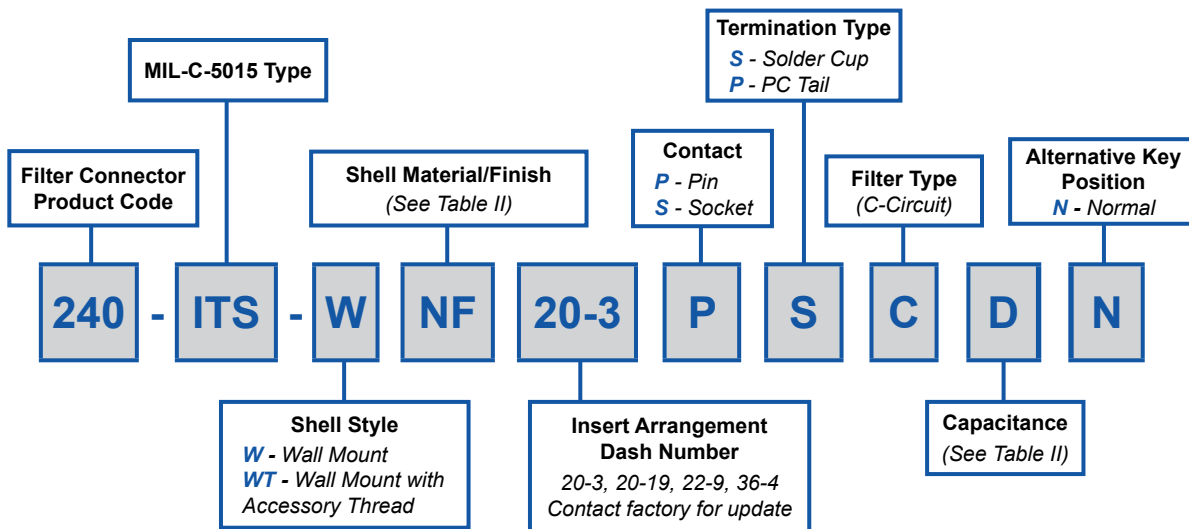 MIL-C-5015 Type
Termination Type
S - Solder Cup
P - PC Tail
Filter Connector
Product Code
Shell Material/Finish
(See Table II)
Contact
P - Pin
S - Socket
Filter Type
(C-Circuit)
Alternative Key
Position
N - Normal
240 - ITS - W NF 20-3 P S C D N
Shell Style
W - Wall Mount
WT - Wall Mount with
Accessory Thread
Insert Arrangement
Dash Number
20-3, 20-19, 22-9, 36-4
Contact factory for update
Capacitance
(See Table II)